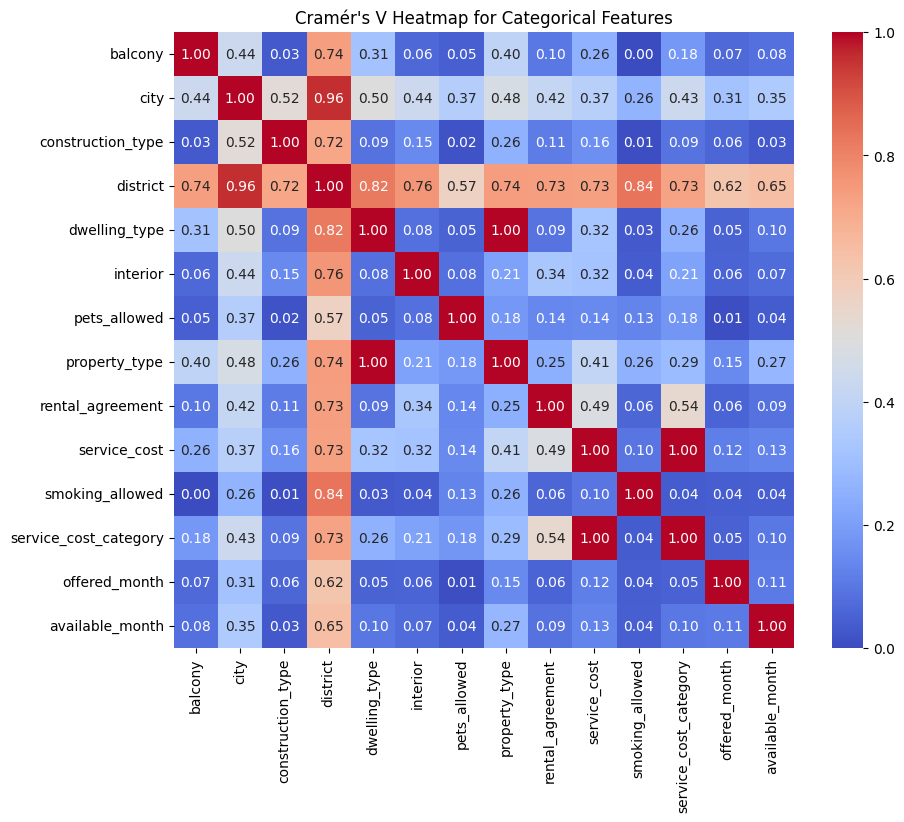 Cramér's V Heatmap for Categorical Features
balcony 1.00 0.44 0.03 0.74 0.31 0.06 0.05 0.40 0.10 0.26 0.00 0.18 0.07 0.08
city 0.44 1.00 0.52 0.96 0.50 0.44 0.37 0.48 0.42 0.37 0.26 0.43 0.31 0.35
construction_type 0.03 0.52 1.00 0.72 0.09 0.15 0.02 0.26 0.11 0.16 0.01 0.09 0.06 0.03
district 0.74 0.96 0.72 1.00 0.82 0.76 0.57 0.74 0.73 0.73 0.84 0.73 0.62 0.65
dwelling_type 0.31 0.50 0.09 0.82 1.00 0.08 0.05 1.00 0.09 0.32 0.03 0.26 0.05 0.10
interior 0.06 0.44 0.15 0.76 0.08 1.00 0.08 0.21 0.34 0.32 0.04 0.21 0.06 0.07
pets_allowed 0.05 0.37 0.02 0.57 0.05 0.08 1.00 0.18 0.14 0.14 0.13 0.18 0.01 0.04
property_type 0.40 0.48 0.26 0.74 1.00 0.21 0.18 1.00 0.25 0.41 0.26 0.29 0.15 0.27
rental_agreement 0.10 0.42 0.11 0.73 0.09 0.34 0.14 0.25 1.00 0.49 0.06 0.54 0.06 0.09
service_cost 0.26 0.37 0.16 0.73 0.32 0.32 0.14 0.41 0.49 1.00 0.10 1.00 0.12 0.13
smoking_allowed 0.00 0.26 0.01 0.84 0.03 0.04 0.13 0.26 0.06 0.10 1.00 0.04 0.04 0.04
service_cost_category 0.18 0.43 0.09 0.73 0.26 0.21 0.18 0.29 0.54 1.00 0.04 1.00 0.05 0.10
offered_month 0.07 0.31 0.06 0.62 0.05 0.06 0.01 0.15 0.06 0.12 0.04 0.05 1.00 0.11
available_month 0.08 0.35 0.03 0.65 0.10 0.07 0.04 0.27 0.09 0.13 0.04 0.10 0.11 1.00
balcony
city
construction_type
district
dwelling_type
interior
pets_allowed
property_type
rental_agreement
service_cost
smoking_allowed
service_cost_category
offered_month
available_month
1.0
0.8
0.6
0.4
0.2
0.0